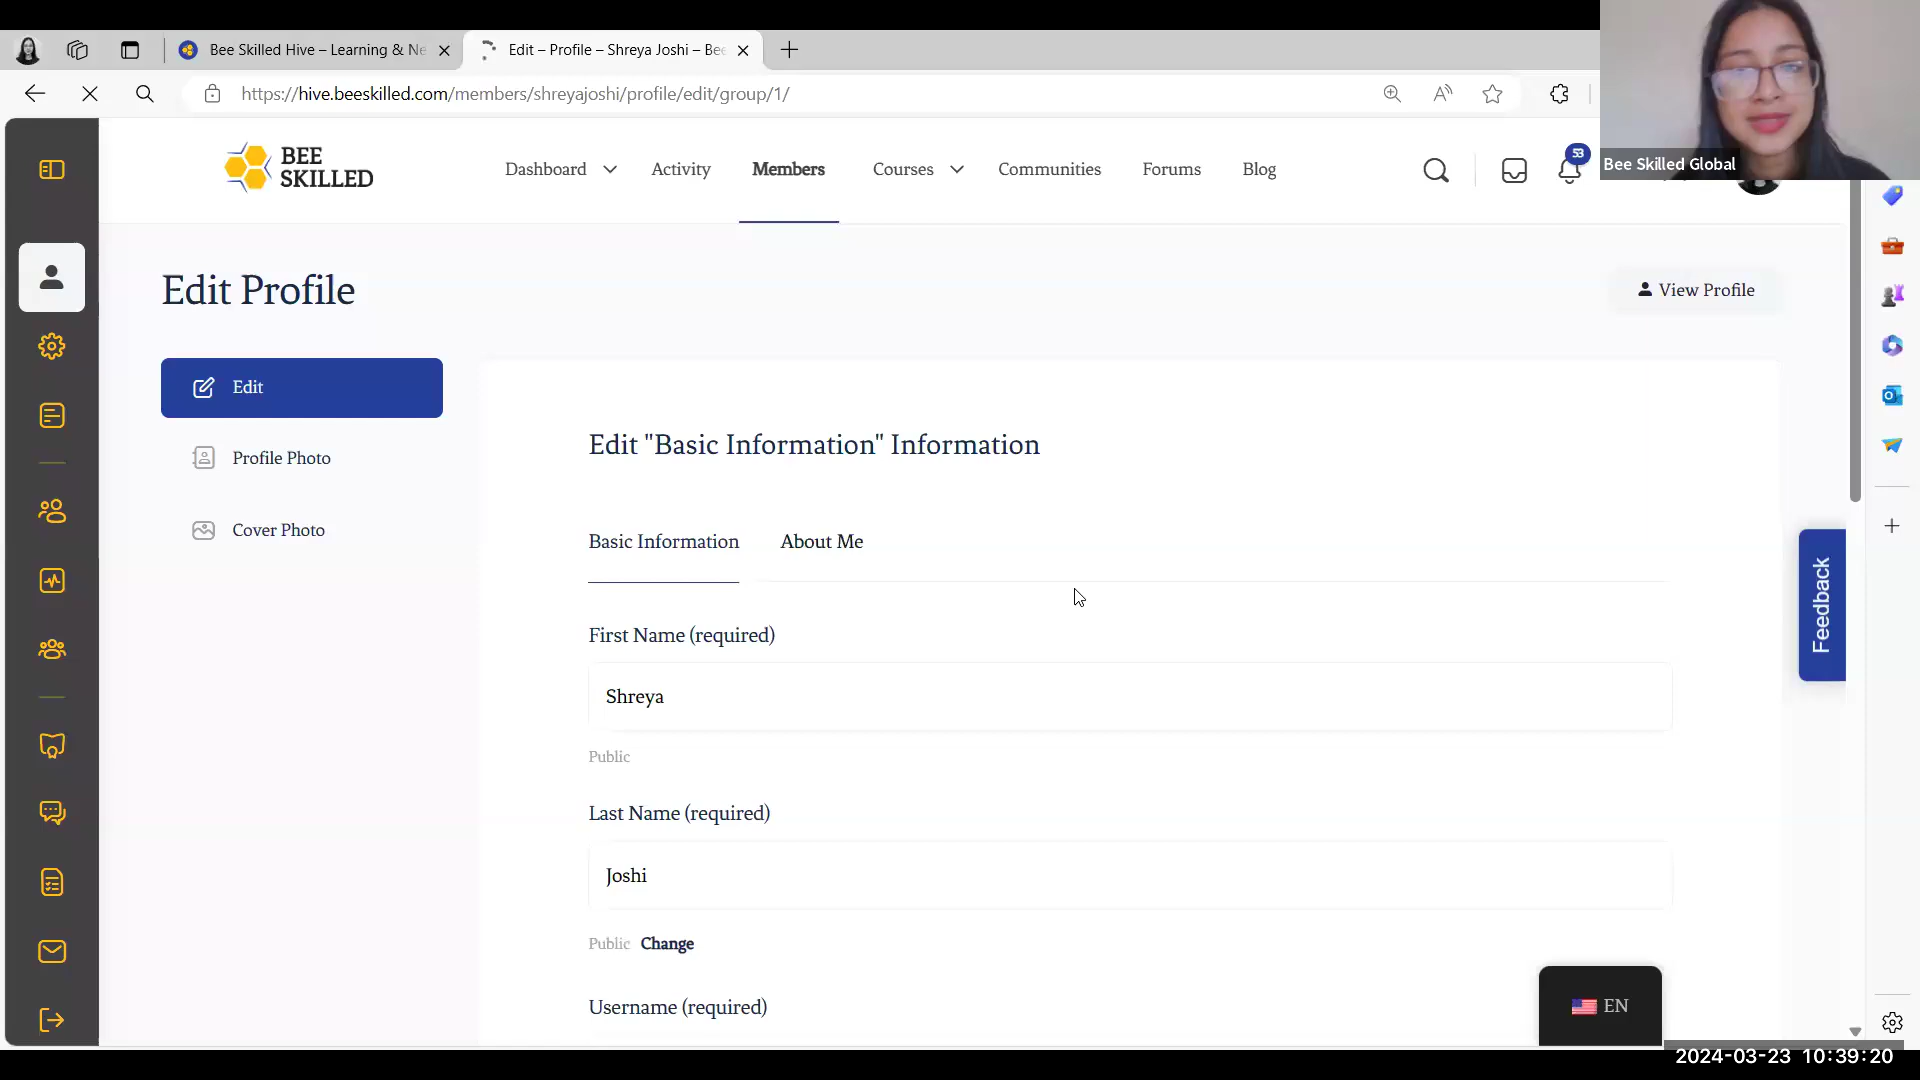 Bee Skilled Hive – Learning & Ne
Edit – Profile – Shreya Joshi – Bee
https://hive.beeskilled.com/members/shreyajoshi/profile/edit/group/1/
BEE
SKILLED
Dashboard
Activity
Members
Courses
Communities
Forums
Blog
53
Bee Skilled Global
Edit Profile
View Profile
Edit
Profile Photo
Cover Photo
Edit "Basic Information" Information
Basic Information
About Me
First Name (required)
Shreya
Public
Last Name (required)
Joshi
Public Change
Username (required)
Feedback
EN
2024-03-23 10:39:20